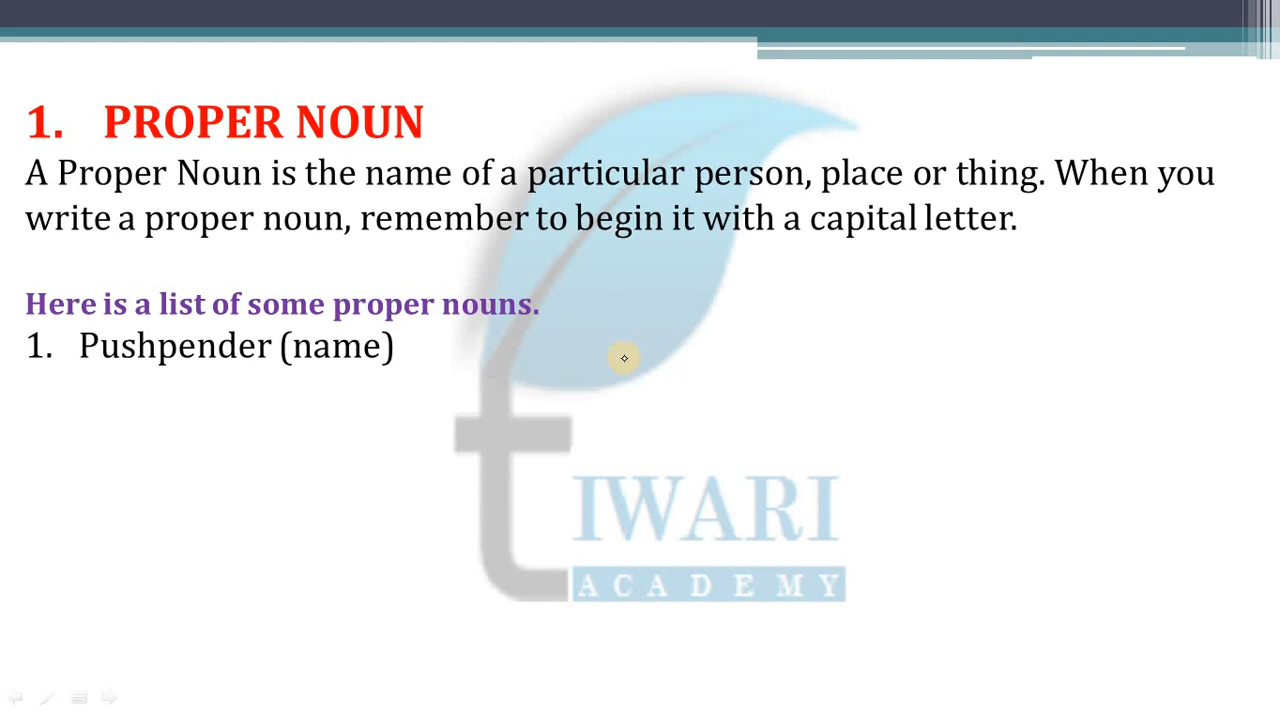 1. PROPER NOUN
A Proper Noun is the name of a particular person, place or thing. When you
write a proper noun, remember to begin it with a capital letter.
Here is a list of some proper nouns.
1. Pushpender (name)
tIWARI
ACADEMY